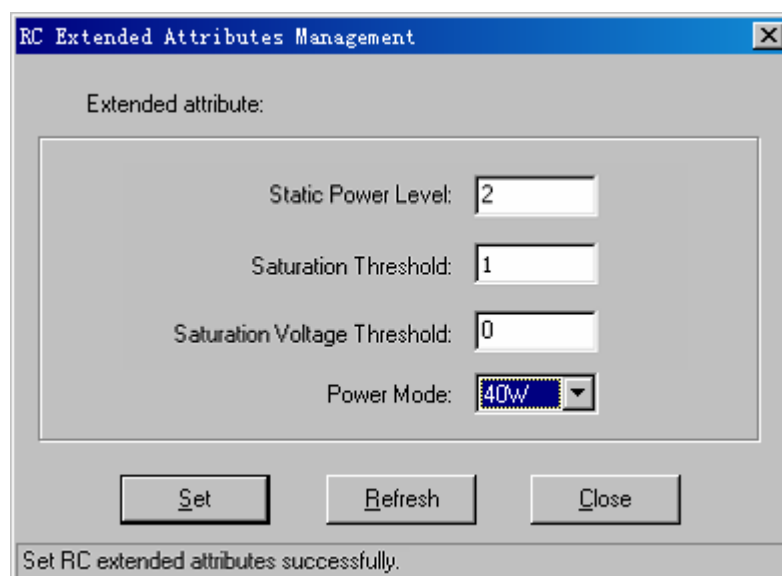 RC Extended Attributes Management
Extended attribute:
Static Power Level: 2
Saturation Threshold: 1
Saturation Voltage Threshold: 0
Power Mode: 40W
Set Refresh Close
Set RC extended attributes successfully.